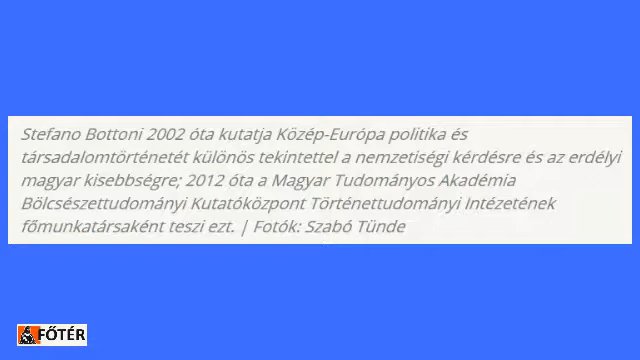 Stefano Bottoni 2002 óta kutatja Közép-Európa politika és
társadalomtörténetét különös tekintettel a nemzetiségi kérdésre és az erdélyi
magyar kisebbségre; 2012 óta a Magyar Tudományos Akadémia
Bölcsészettudományi Kutatóközpont Történettudományi Intézetének
főmunkatársaként teszi ezt. | Fotók: Szabó Tünde
FŐTÉR